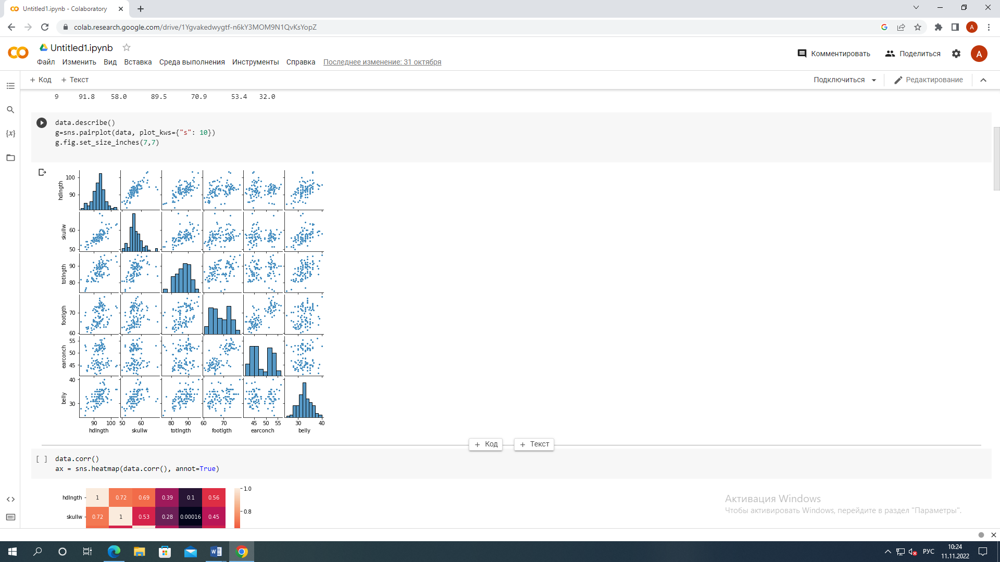 Untitled1.ipynb - Colaboratory
colab.research.google.com/drive/1Ygvakedwygtf-n6kY3MOM9N1QvKsYopZ
A
Untitled1.ipynb
Файл Изменить Вид Вставка Среда выполнения Инструменты Справка Последнее изменение: 31 октября
Комментировать Поделиться A
+ Код + Текст
Подключиться Редактирование
9 91.8 58.0 89.5 70.9 53.4 32.0
{x}
data.describe()
g=sns.pairplot(data, plot_kws={"s": 10})
g.fig.set_size_inches(7,7)
hdlngth 100 90
skullw 60 50
totlngth 90 80
footlgth 70 60
earconch 55 50 45
belly 40 30
90 100 50 60 80 90 60 70 45 50 55 30 40
hdlngth skullw totlngth footlgth earconch belly
+ Код + Текст
[ ] data.corr()
ax = sns.heatmap(data.corr(), annot=True)
hdlngth 1 0.72 0.69 0.39 0.1 0.56 1.0
skullw 0.72 1 0.53 0.28 0.00016 0.45 0.8
Активация Windows
Чтобы активировать Windows, перейдите в раздел "Параметры".
РУС
10:24
11.11.2022